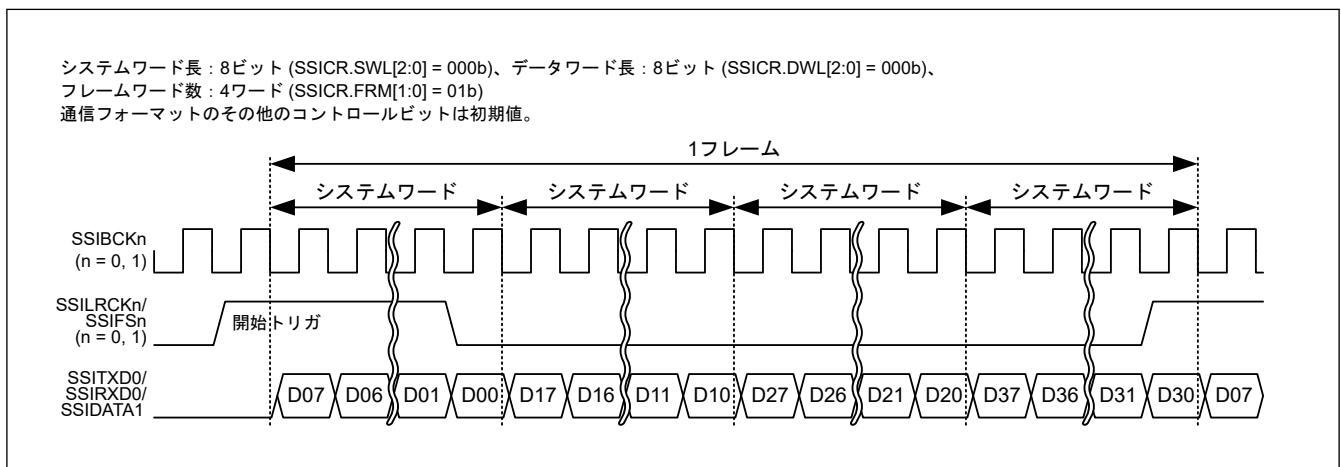 システムワード長：8ビット (SSICR.SWL[2:0] = 000b)、データワード長：8ビット (SSICR.DWL[2:0] = 000b)、
フレームワード数：4ワード (SSICR.FRM[1:0] = 01b)
通信フォーマットのその他のコントロールビットは初期値。
1フレーム
システムワード システムワード システムワード システムワード
SSIBCKn
(n = 0, 1)
SSILRCKn/
SSIFSn
(n = 0, 1)
開始トリガ
SSITXD0/
SSIRXD0/
SSIDATA1
D07 D06 D01 D00 D17 D16 D11 D10 D27 D26 D21 D20 D37 D36 D31 D30 D07